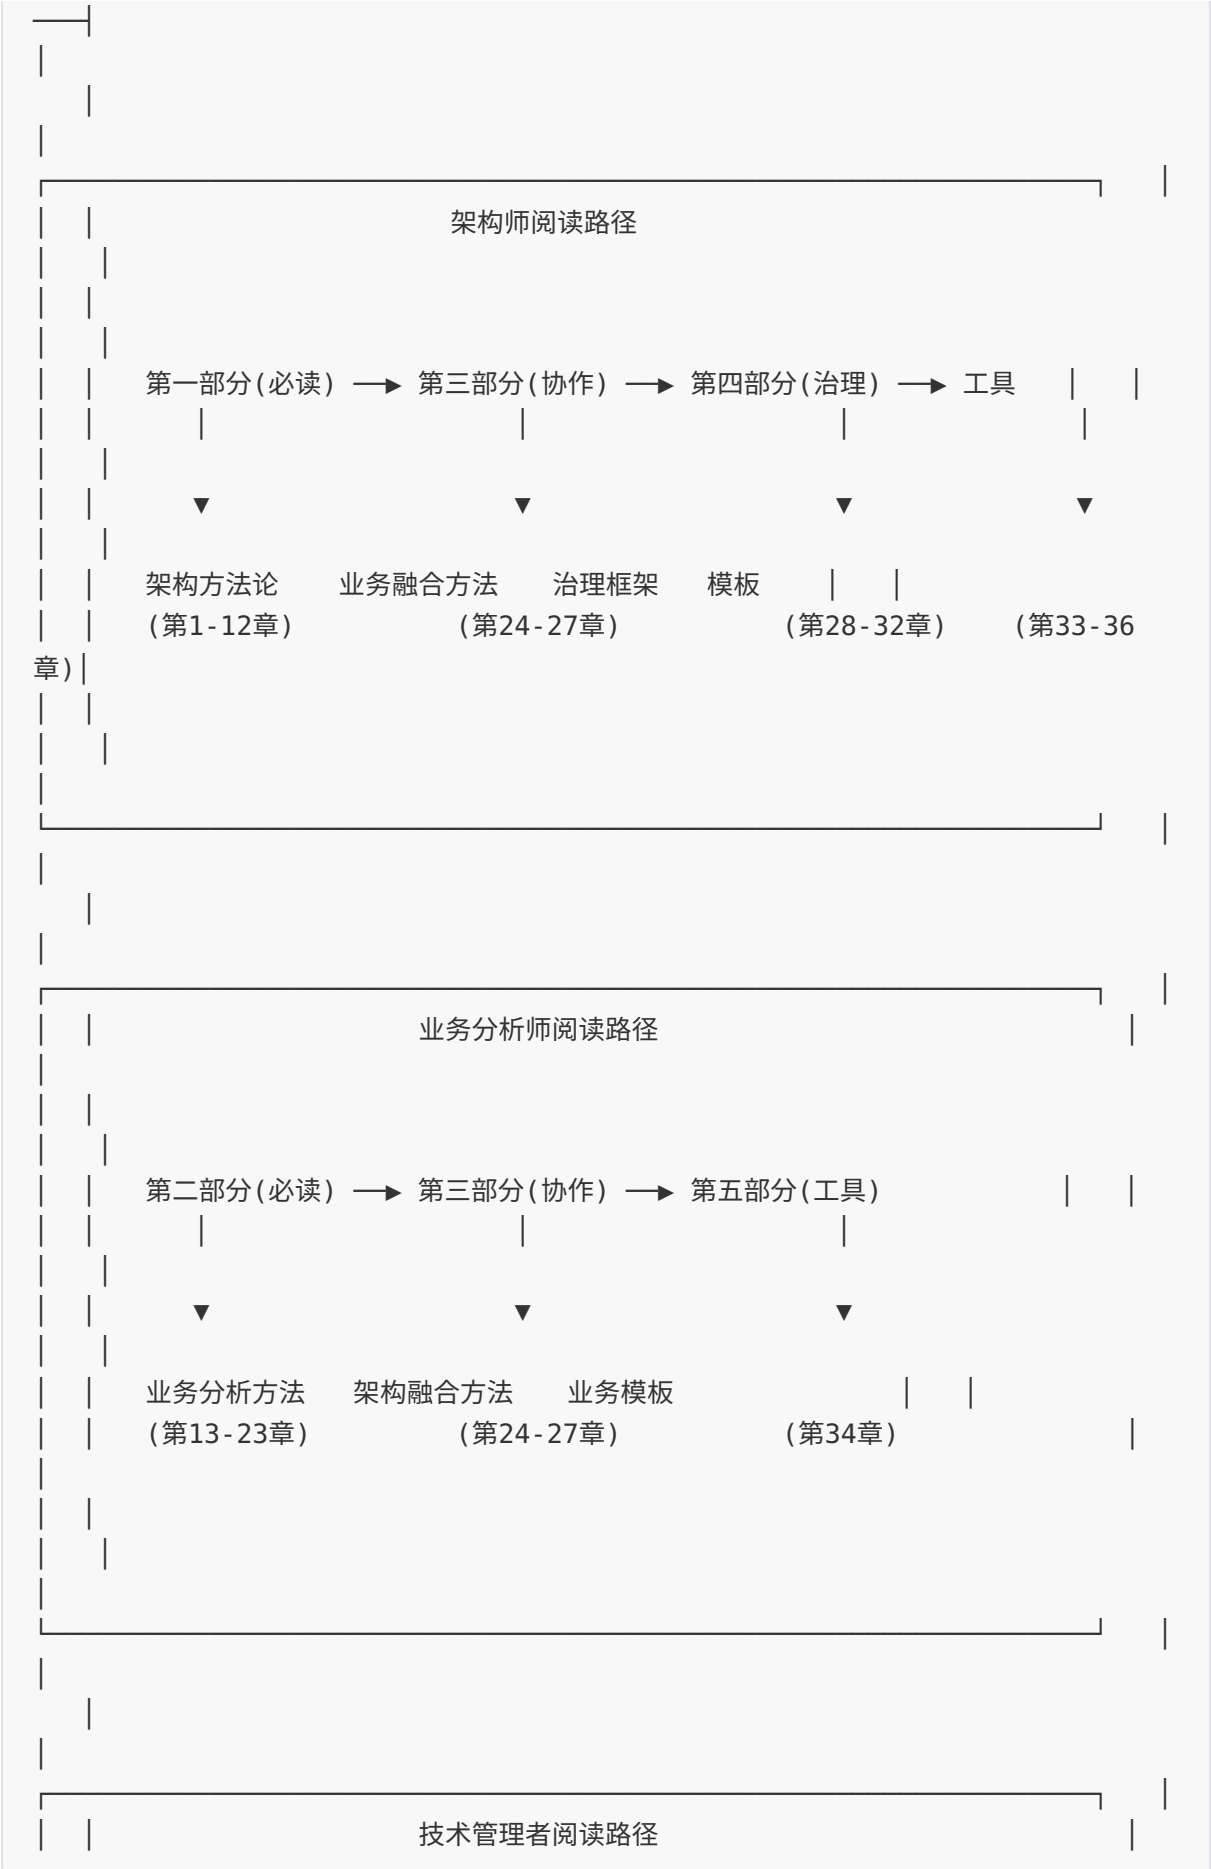 架构师阅读路径
第一部分(必读) ──▶ 第三部分(协作) ──▶ 第四部分(治理) ──▶ 工具
▼ ▼ ▼ ▼
架构方法论 业务融合方法 治理框架 模板
(第1-12章) (第24-27章) (第28-32章) (第33-36
章)
业务分析师阅读路径
第二部分(必读) ──▶ 第三部分(协作) ──▶ 第五部分(工具)
▼ ▼ ▼
业务分析方法 架构融合方法 业务模板
(第13-23章) (第24-27章) (第34章)
技术管理者阅读路径